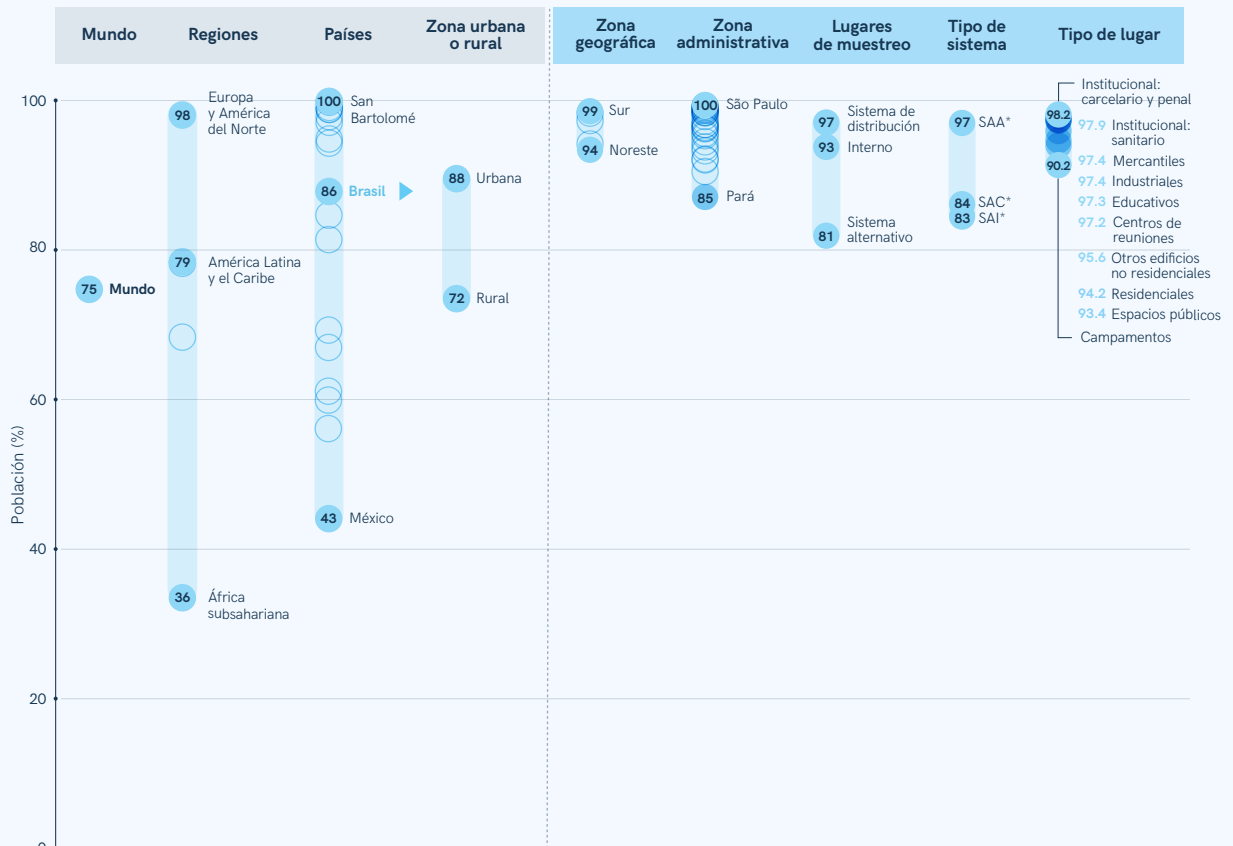 Mundo
Regiones
Países
Zona urbana
o rural
Zona
geográfica
Zona
administrativa
Lugares
de muestreo
Tipo de
sistema
Tipo de lugar
Población (%)
100
80
60
40
20
0
75 Mundo
98
Europa
y América
del Norte
79
América Latina
y el Caribe
36
África
subsahariana
100
San
Bartolomé
86 Brasil
43 México
88 Urbana
72 Rural
99 Sur
94 Noreste
100 São Paulo
85 Pará
97
Sistema de
distribución
93 Interno
81
Sistema
alternativo
97 SAA*
84 SAC*
83 SAI*
98.2
90.2
Institucional:
carcelario y penal
97.9 Institucional:
sanitario
97.4 Mercantiles
97.4 Industriales
97.3 Educativos
97.2 Centros de
reuniones
95.6 Otros edificios
no residenciales
94.2 Residenciales
93.4 Espacios públicos
Campamentos